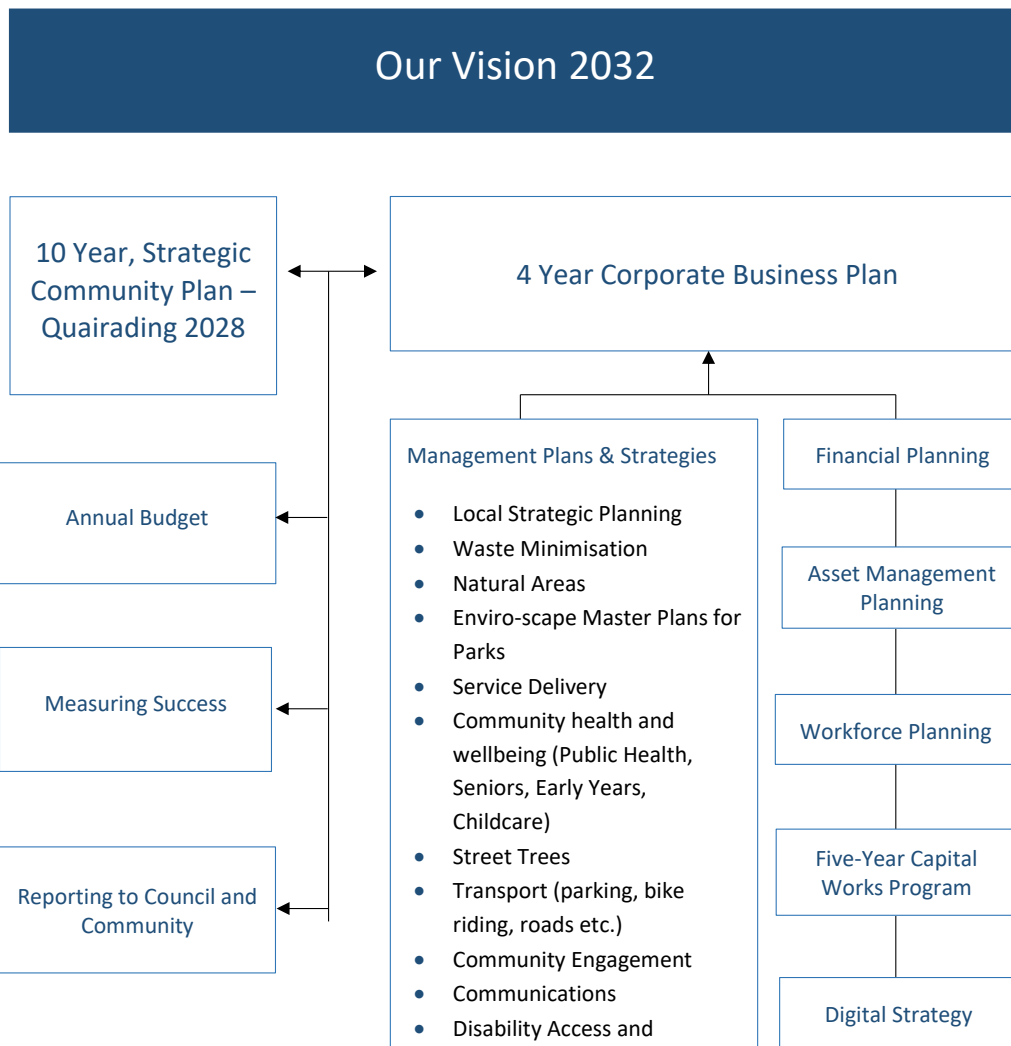 Our Vision 2032
10 Year, Strategic
Community Plan –
Quairading 2028
4 Year Corporate Business Plan
Annual Budget
Measuring Success
Reporting to Council and
Community
Management Plans & Strategies
• Local Strategic Planning
• Waste Minimisation
• Natural Areas
• Enviro-scape Master Plans for
Parks
• Service Delivery
• Community health and
wellbeing (Public Health,
Seniors, Early Years,
Childcare)
• Street Trees
• Transport (parking, bike
riding, roads etc.)
• Community Engagement
• Communications
• Disability Access and
Financial Planning
Asset Management
Planning
Workforce Planning
Five-Year Capital
Works Program
Digital Strategy